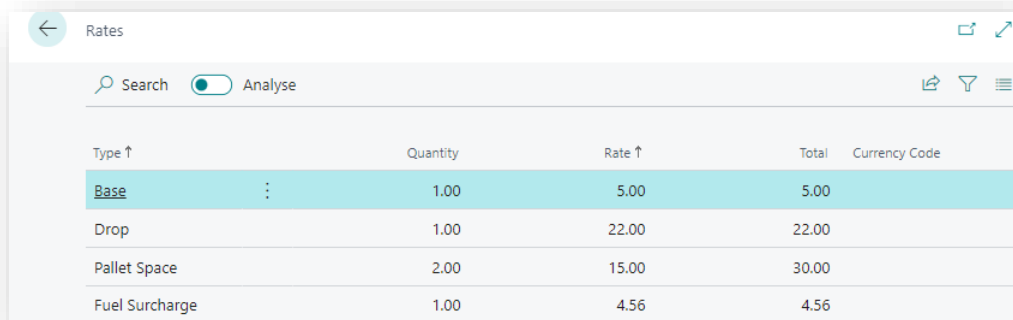 Rates
Search Analyse
Type ↑ Quantity Rate ↑ Total Currency Code
Base 1.00 5.00 5.00
Drop 1.00 22.00 22.00
Pallet Space 2.00 15.00 30.00
Fuel Surcharge 1.00 4.56 4.56